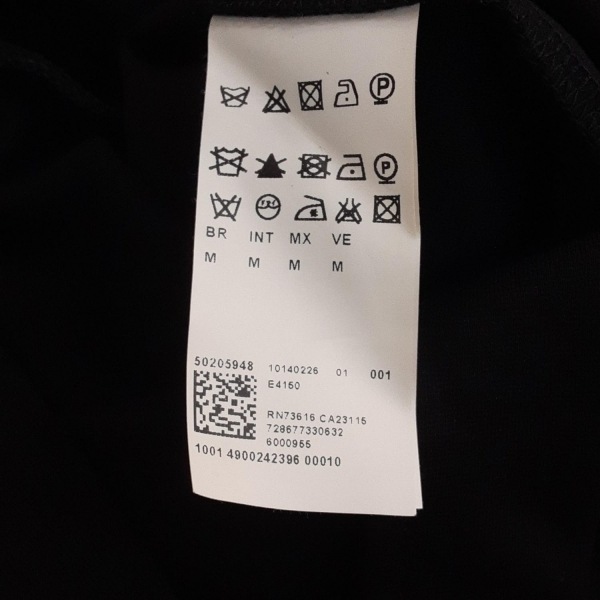 P
P
BR INT MX VE
M M M M
50205948 10140226 01 001
E4150
RN73616 CA23115
728677330632
6000955
1001 4900242396 00010